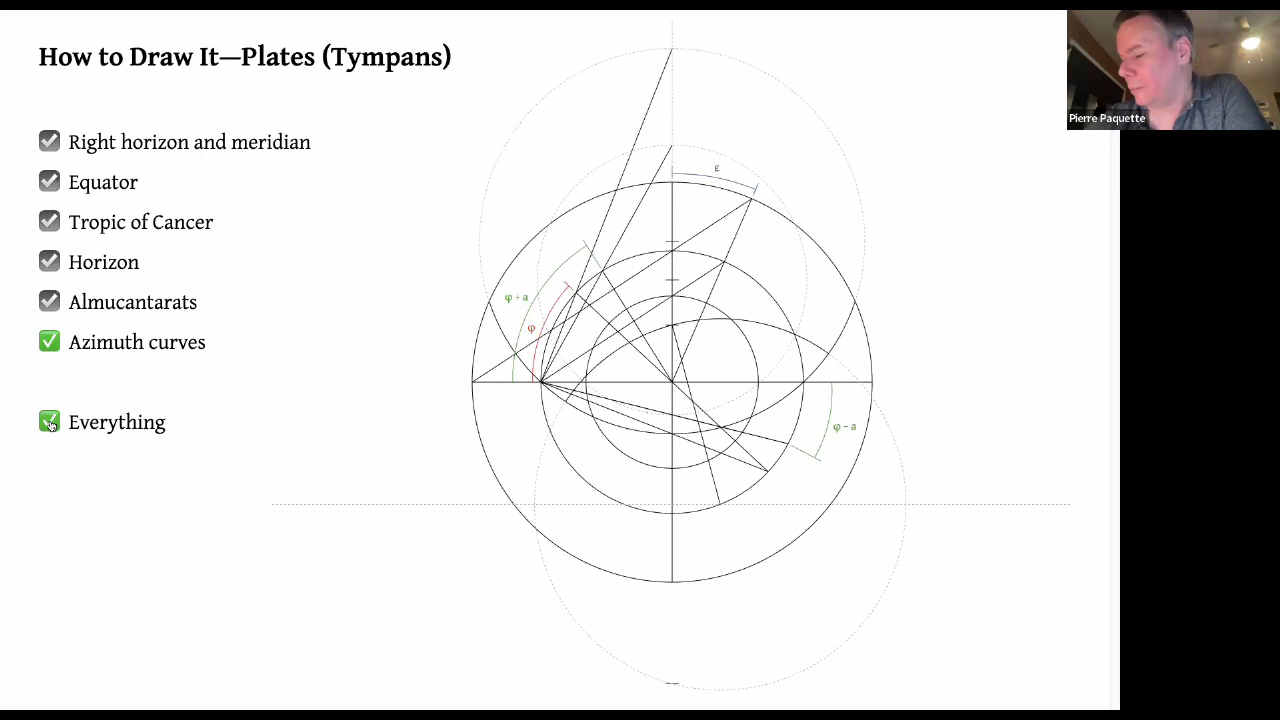 How to Draw It—Plates (Tympans)
Right horizon and meridian
Equator
Tropic of Cancer
Horizon
Almucantarats
Azimuth curves
Everything
ε
φ + a
φ
φ − a
Pierre Paquette